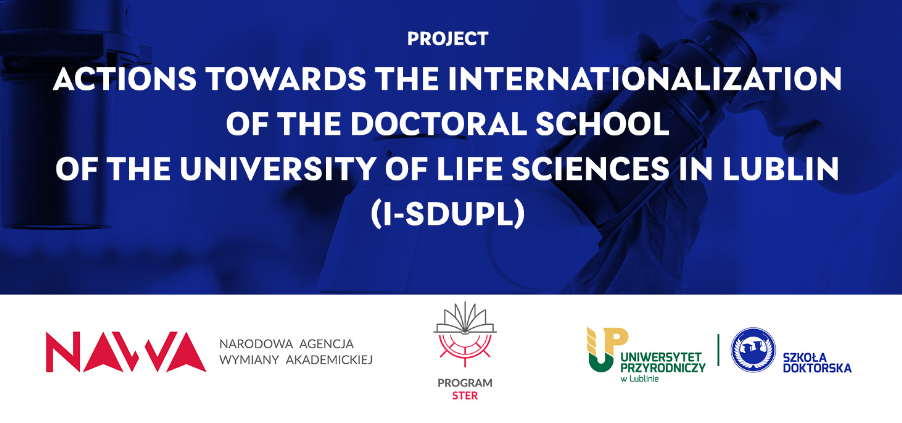 PROJECT
ACTIONS TOWARDS THE INTERNATIONALIZATION
OF THE DOCTORAL SCHOOL
OF THE UNIVERSITY OF LIFE SCIENCES IN LUBLIN
(I-SDUPL)
NAWA
NARODOWA AGENCJA
WYMIANY AKADEMICKIEJ
PROGRAM
STER
UP
UNIWERSYTET
PRZYRODNICZY
w Lublinie
SZKOŁA
DOKTORSKA